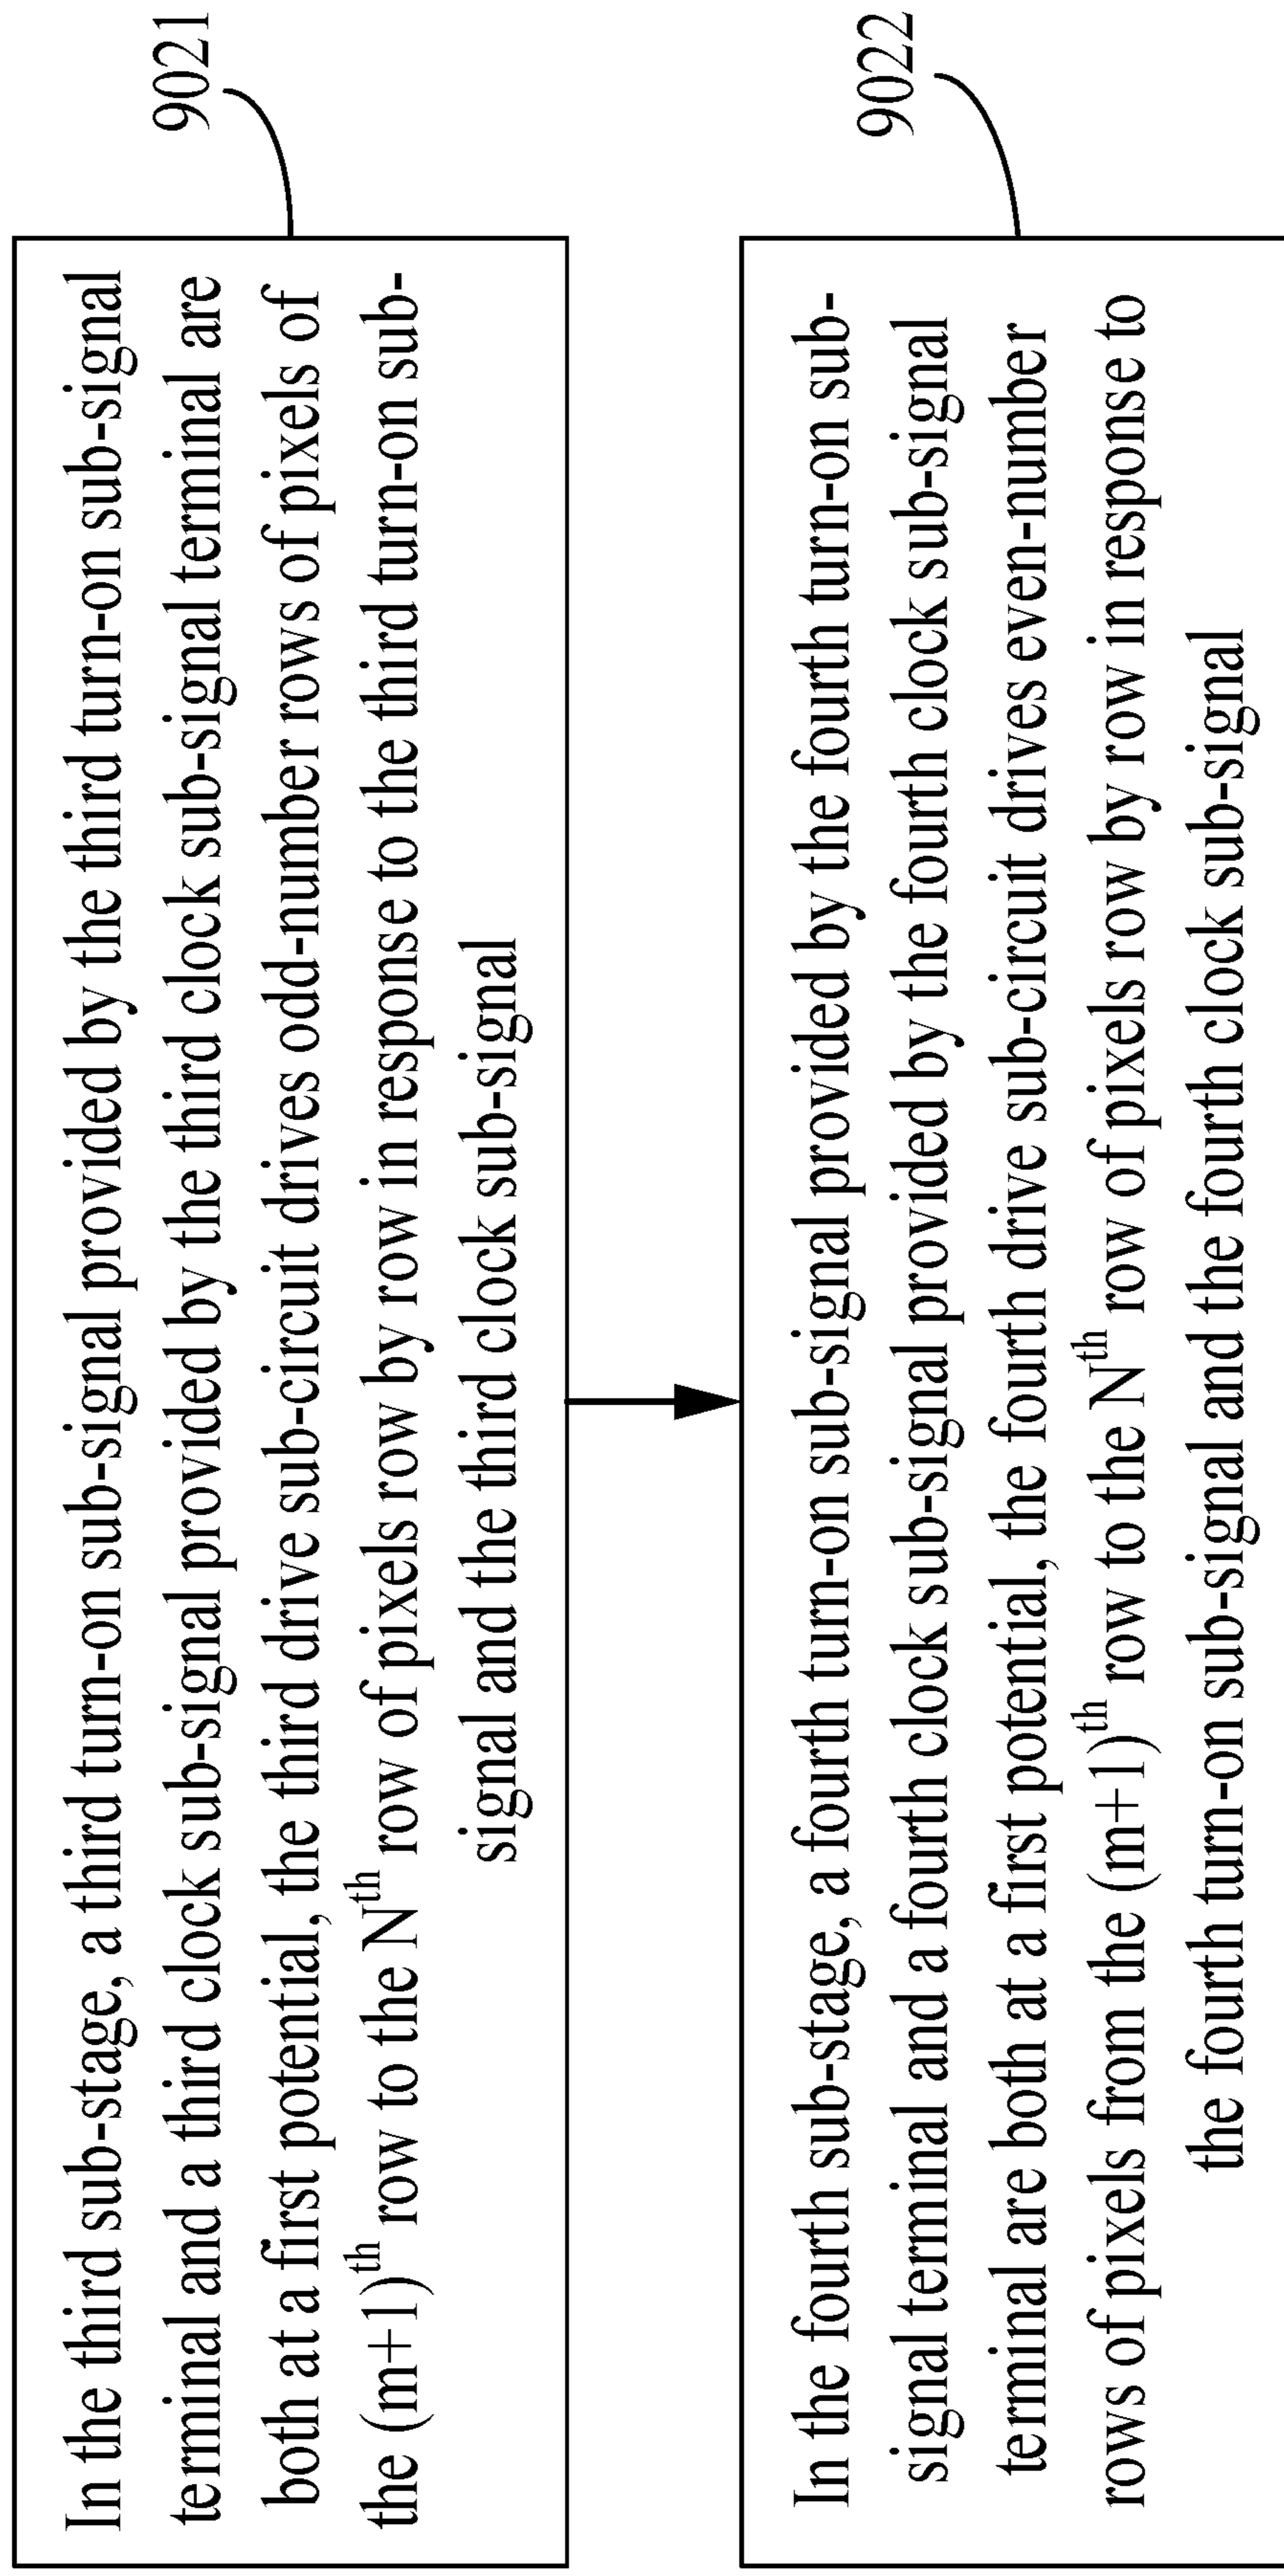 In the third sub-stage, a third turn-on sub-signal provided by the third turn-on sub-signal
terminal and a third clock sub-signal provided by the third clock sub-signal terminal are
both at a first potential, the third drive sub-circuit drives odd-number rows of pixels of
the (m+1)th row to the Nth row of pixels row by row in response to the third turn-on sub-
signal and the third clock sub-signal
9021
In the fourth sub-stage, a fourth turn-on sub-signal provided by the fourth turn-on sub-
signal terminal and a fourth clock sub-signal provided by the fourth clock sub-signal
terminal are both at a first potential, the fourth drive sub-circuit drives even-number
rows of pixels from the (m+1)th row to the Nth row of pixels row by row in response to
the fourth turn-on sub-signal and the fourth clock sub-signal
9022